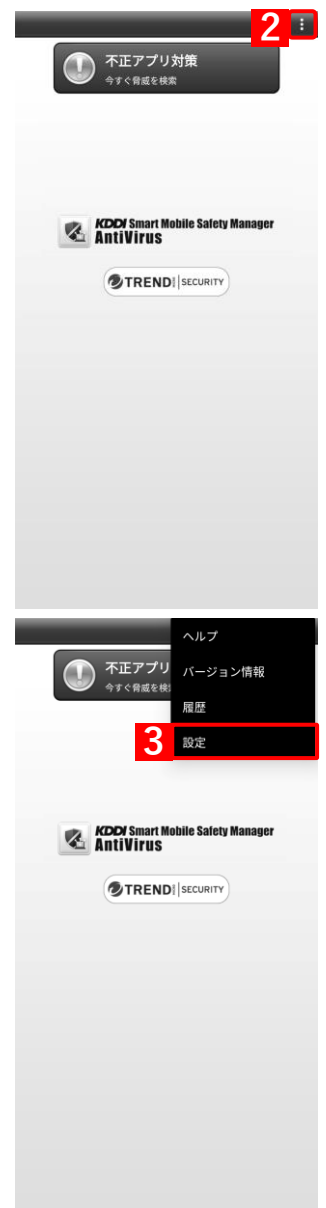 2
不正アプリ対策
今すぐ脅威を検索
KDDI Smart Mobile Safety Manager
AntiVirus
TREND SECURITY
ヘルプ
不正アプリ
バージョン情報
今すぐ脅威を検
履歴
3 設定
KDDI Smart Mobile Safety Manager
AntiVirus
TREND SECURITY